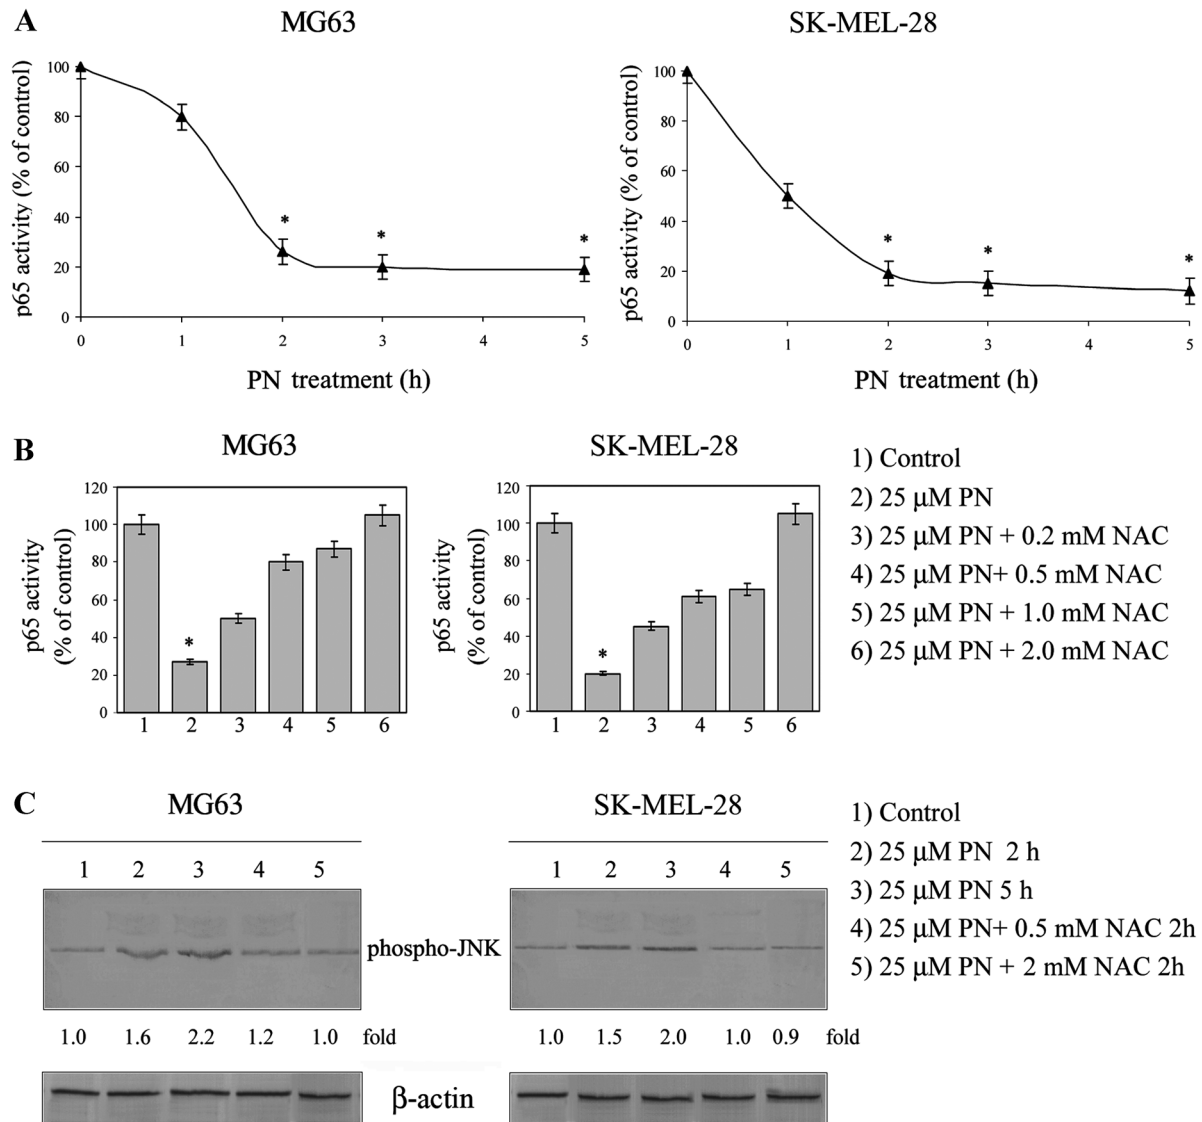 A
MG63
SK-MEL-28
p65 activity (% of control)
100
80
60
40
20
0
* * *
0 1 2 3 4 5
PN treatment (h)
p65 activity (% of control)
100
80
60
40
20
0
* * *
0 1 2 3 4 5
PN treatment (h)
B
MG63
p65 activity
(% of control)
120
100
80
60
40
20
0
*
1 2 3 4 5 6
SK-MEL-28
p65 activity
(% of control)
120
100
80
60
40
20
0
*
1 2 3 4 5 6
1) Control
2) 25 µM PN
3) 25 µM PN + 0.2 mM NAC
4) 25 µM PN+ 0.5 mM NAC
5) 25 µM PN + 1.0 mM NAC
6) 25 µM PN + 2.0 mM NAC
C
MG63
1 2 3 4 5
phospho-JNK
1.0 1.6 2.2 1.2 1.0 fold
β-actin
SK-MEL-28
1 2 3 4 5
1.0 1.5 2.0 1.0 0.9 fold
1) Control
2) 25 µM PN 2 h
3) 25 µM PN 5 h
4) 25 µM PN+ 0.5 mM NAC 2h
5) 25 µM PN + 2 mM NAC 2h